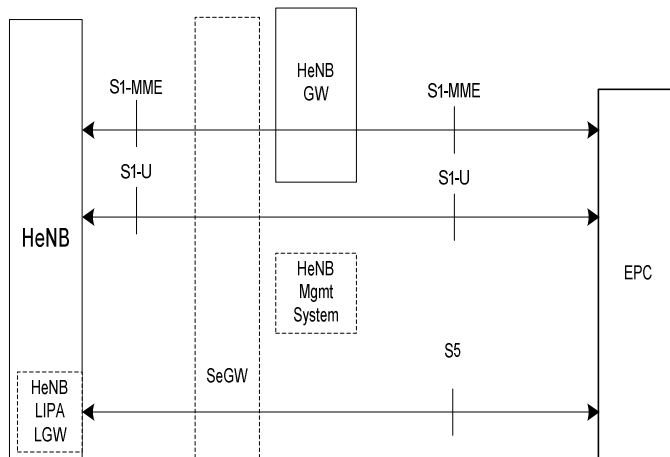 HeNB
GW
S1-MME
S1-MME
S1-U
S1-U
HeNB
HeNB
Mgmt
System
EPC
S5
SeGW
HeNB
LIPA
LGW